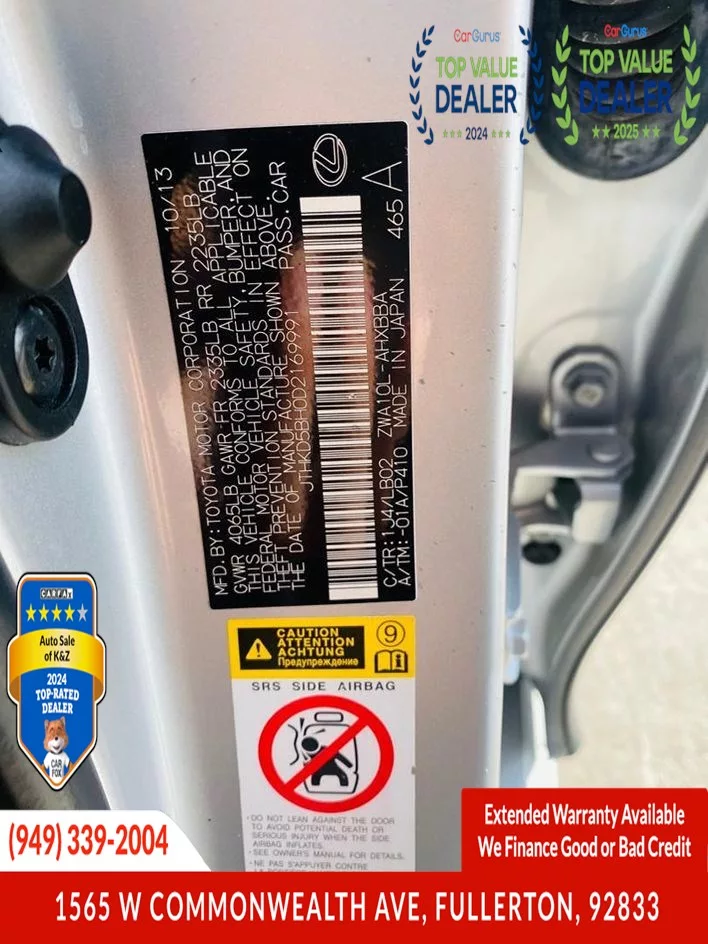 CarGurus
TOP VALUE
DEALER
2024
CarGurus
TOP VALUE
DEALER
2025
MFD. BY: TOYOTA MOTOR CORPORATION 10/13
GVWR 4065LB GAWR FR 2335LB RR 2235LB
THIS VEHICLE CONFORMS TO ALL APPLICABLE
FEDERAL MOTOR VEHICLE SAFETY, BUMPER, AND
THEFT PREVENTION STANDARDS IN EFFECT ON
THE DATE OF MANUFACTURE SHOWN ABOVE.
JTHKD5BH0D2169991 PASS. CAR
C/TR: 1J4/LB02 ZWA10L-AHXBBA
A/TM: -01A/P410 MADE IN JAPAN 465 A
CAUTION
ATTENTION
ACHTUNG
Предупреждение
9
SRS SIDE AIRBAG
· DO NOT LEAN AGAINST THE DOOR
TO AVOID POTENTIAL DEATH OR
SERIOUS INJURY WHEN THE SIDE
AIRBAG INFLATES.
· SEE OWNER'S MANUAL FOR DETAILS.
· NE PAS S'APPUYER CONTRE
CARFAX
Auto Sale
of K&Z
2024
TOP-RATED
DEALER
CAR
FOX
(949) 339-2004
Extended Warranty Available
We Finance Good or Bad Credit
1565 W COMMONWEALTH AVE, FULLERTON, 92833